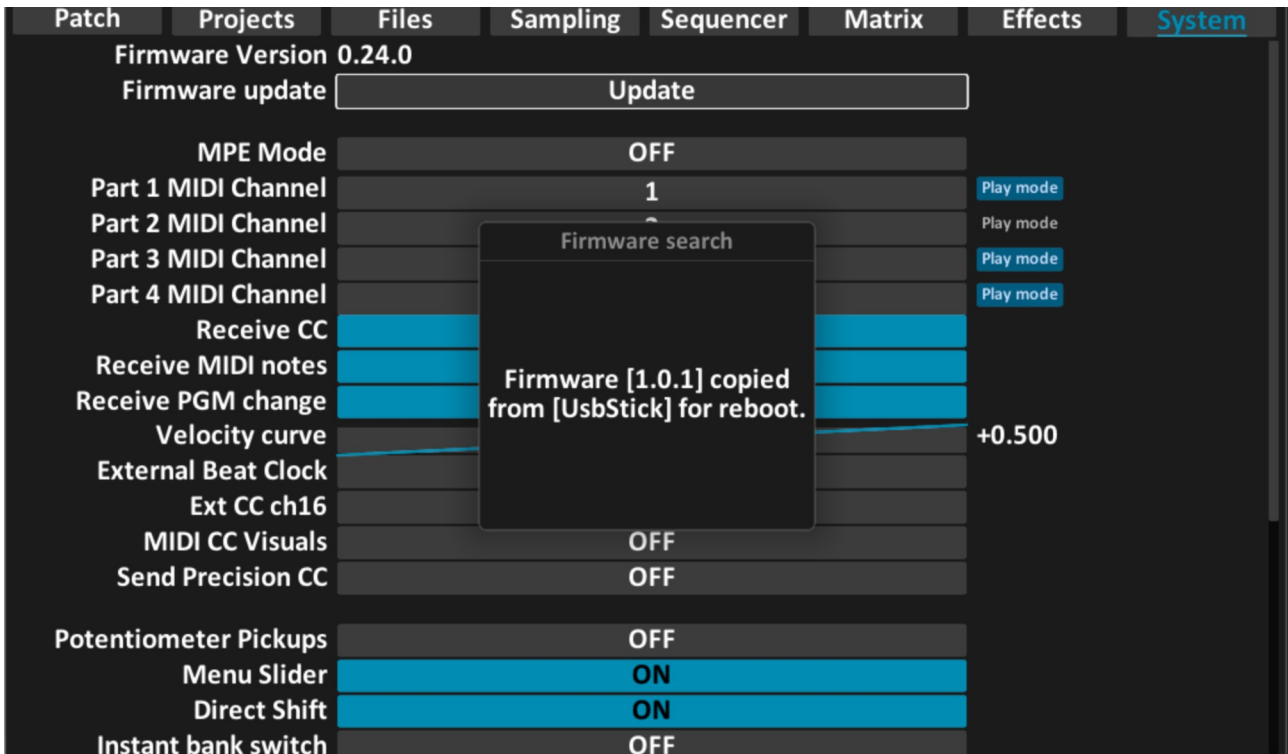 Patch Projects Files Sampling Sequencer Matrix Effects System
Firmware Version 0.24.0
Firmware update Update
MPE Mode OFF
Part 1 MIDI Channel 1 Play mode
Part 2 MIDI Channel Play mode
Firmware search
Part 3 MIDI Channel Play mode
Part 4 MIDI Channel Play mode
Receive CC
Receive MIDI notes
Firmware [1.0.1] copied
Receive PGM change
from [UsbStick] for reboot.
Velocity curve +0.500
External Beat Clock
Ext CC ch16
MIDI CC Visuals OFF
Send Precision CC OFF
Potentiometer Pickups OFF
Menu Slider ON
Direct Shift ON
Instant bank switch OFF